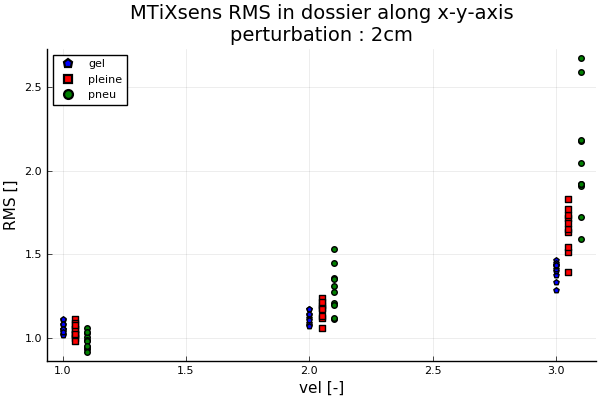 MTiXsens RMS in dossier along x-y-axis
perturbation : 2cm
gel
pleine
pneu
2.5
2.0
1.5
1.0
RMS []
1.0 1.5 2.0 2.5 3.0
vel [-]